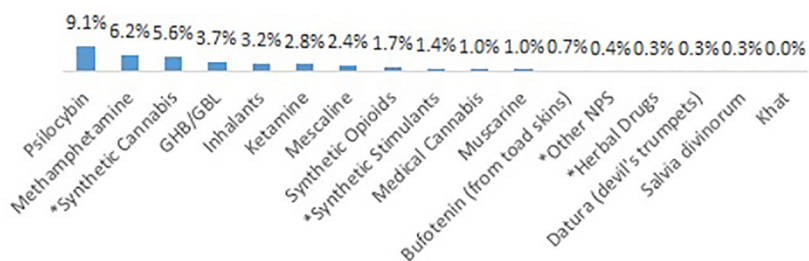 9.1% 6.2% 5.6% 3.7% 3.2% 2.8% 2.4% 1.7% 1.4% 1.0% 1.0% 0.7% 0.4% 0.3% 0.3% 0.3% 0.0%
Psilocybin
Methamphetamine
*Synthetic Cannabis
GHB/GBL
Inhalants
Ketamine
Mescaline
Synthetic Opioids
*Synthetic Stimulants
Medical Cannabis
Muscarine
Bufotenin (from toad skins)
*Other NPS
*Herbal Drugs
Datura (devil's trumpets)
Salvia divinorum
Khat